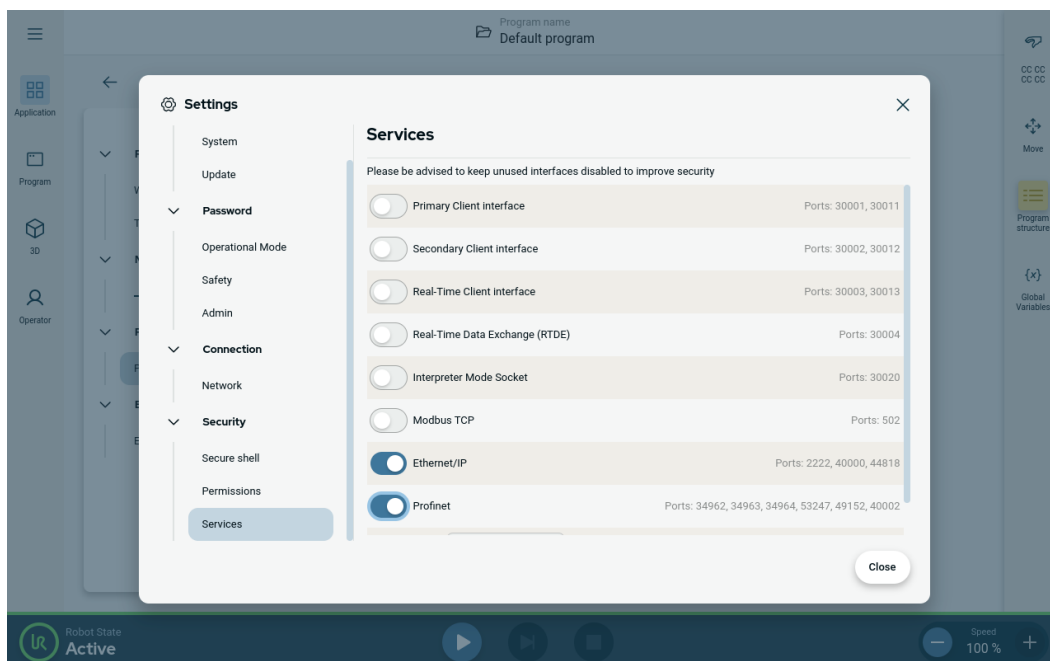 Program name
Default program
Application
Program
3D
Operator
Settings
System
Update
Password
Operational Mode
Safety
Admin
Connection
Network
Security
Secure shell
Permissions
Services
Services
Please be advised to keep unused interfaces disabled to improve security
Primary Client interface Ports: 30001, 30011
Secondary Client interface Ports: 30002, 30012
Real-Time Client interface Ports: 30003, 30013
Real-Time Data Exchange (RTDE) Ports: 30004
Interpreter Mode Socket Ports: 30020
Modbus TCP Ports: 502
Ethernet/IP Ports: 2222, 40000, 44818
Profinet Ports: 34962, 34963, 34964, 53247, 49152, 40002
Close
CC CC
CC CC
Move
Program
structure
{x}
Global
Variables
UR
Robot State
Active
Speed
100 %